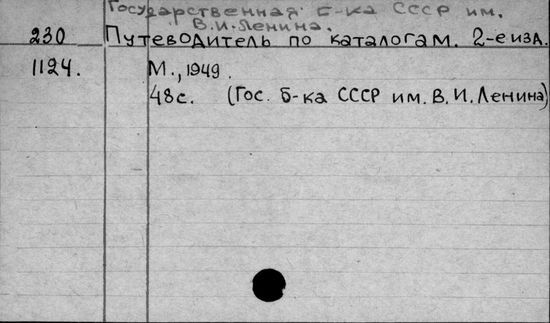 Государственная б-ка СССР им.
В.И. Ленина.
230 Путеводитель по каталогам. 2-е изд.
1124. М., 1949.
48с. (Гос. б-ка СССР им. В.И. Ленина)